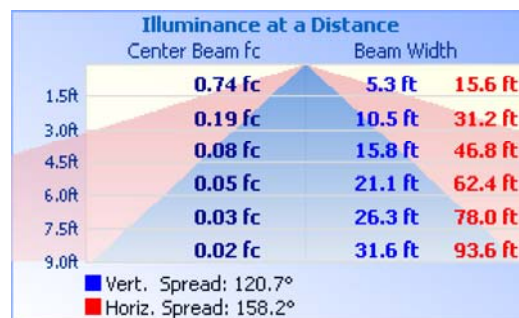 Illuminance at a Distance
Center Beam fc Beam Width
1.5ft 0.74 fc 5.3 ft 15.6 ft
3.0ft 0.19 fc 10.5 ft 31.2 ft
4.5ft 0.08 fc 15.8 ft 46.8 ft
6.0ft 0.05 fc 21.1 ft 62.4 ft
7.5ft 0.03 fc 26.3 ft 78.0 ft
9.0ft 0.02 fc 31.6 ft 93.6 ft
Vert. Spread: 120.7°
Horiz. Spread: 158.2°